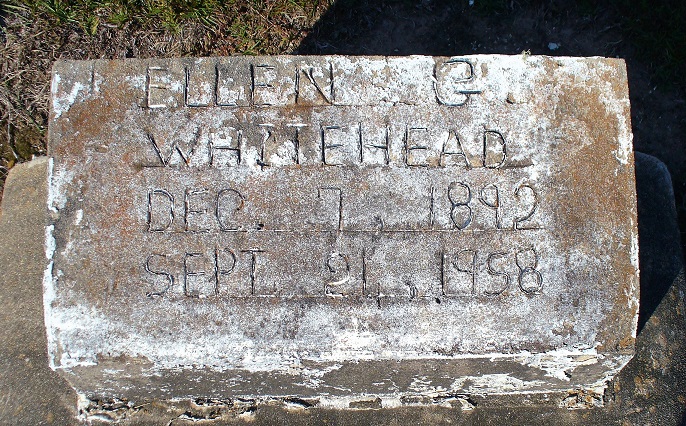 ELLEN G.
WHITEHEAD
DEC. 7, 1892
SEPT. 21, 1958